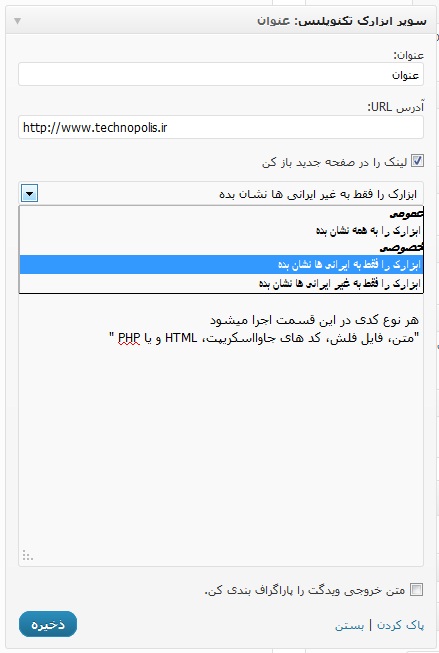 سوپر ابزارک تکنوپلیس: عنوان
عنوان:
عنوان
آدرس URL:
http://www.technopolis.ir
لینک را در صفحه جدید باز کن
ابزارک را فقط به غیر ایرانی ها نشان بده
عمومی
ابزارک را به همه نشان بده
خصوصی
ابزارک را فقط به ایرانی ها نشان بده
ابزارک را فقط به غیر ایرانی ها نشان بده
هر نوع کدی در این قسمت اجرا میشود
"متن، فایل فلش، کد های جاوااسکریپت، HTML و یا PHP "
متن خروجی ویدگت را پاراگراف بندی کن.
پاک کردن | بستن
ذخیره